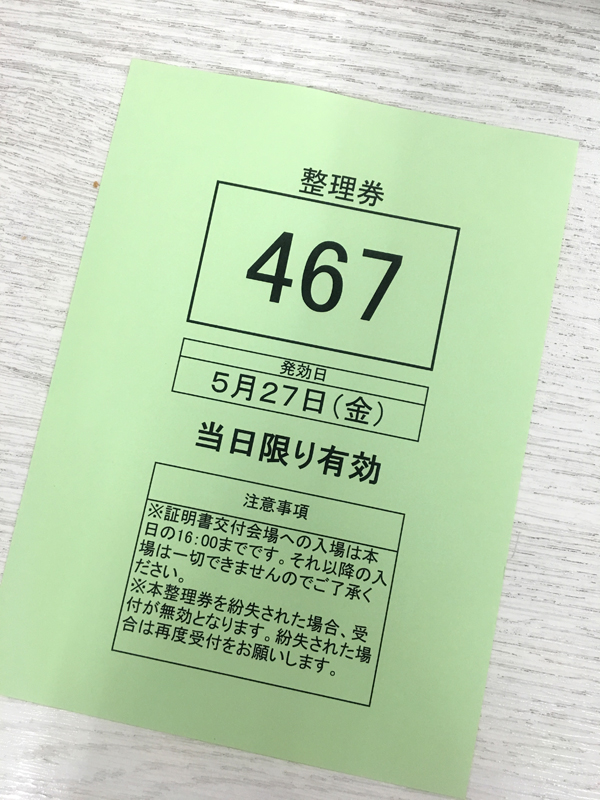 整理券
467
発効日
5月27日(金)
当日限り有効
注意事項
※証明書交付会場への入場は本
日の16:00までです。それ以降の入
場は一切できませんのでご了承く
ださい。
※本整理券を紛失された場合、受
付が無効となります。紛失された場
合は再度受付をお願いします。